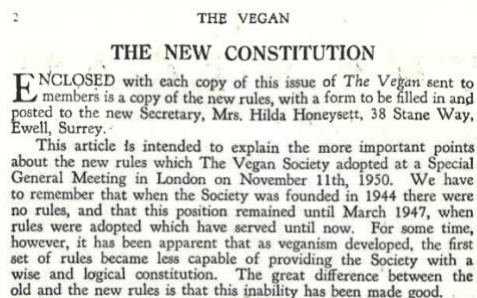 2 THE VEGAN
THE NEW CONSTITUTION
ENCLOSED with each copy of this issue of The Vegan sent to
members is a copy of the new rules, with a form to be filled in and
posted to the new Secretary, Mrs. Hilda Honeysett, 38 Stane Way,
Ewell, Surrey.
This article is intended to explain the more important points
about the new rules which The Vegan Society adopted at a Special
General Meeting in London on November 11th, 1950. We have
to remember that when the Society was founded in 1944 there were
no rules, and that this position remained until March 1947, when
rules were adopted which have served until now. For some time,
however, it has been apparent that as veganism developed, the first
set of rules became less capable of providing the Society with a
wise and logical constitution. The great difference between the
old and the new rules is that this inability has been made good.